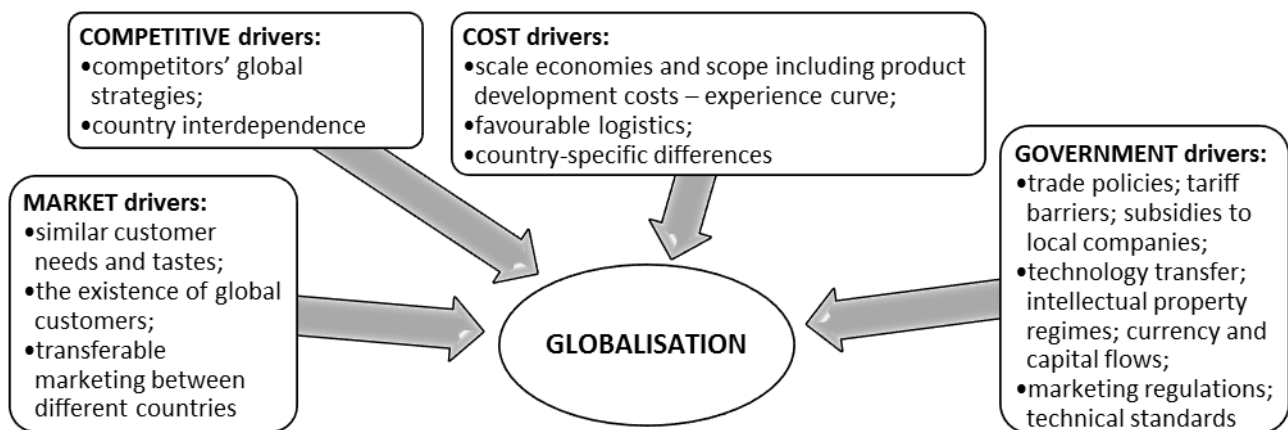 COMPETITIVE drivers:
•competitors’ global
strategies;
•country interdependence
COST drivers:
•scale economies and scope including product
development costs – experience curve;
•favourable logistics;
•country-specific differences
GOVERNMENT drivers:
•trade policies; tariff
barriers; subsidies to
local companies;
•technology transfer;
intellectual property
regimes; currency and
capital flows;
•marketing regulations;
technical standards
MARKET drivers:
•similar customer
needs and tastes;
•the existence of global
customers;
•transferable
marketing between
different countries
GLOBALISATION